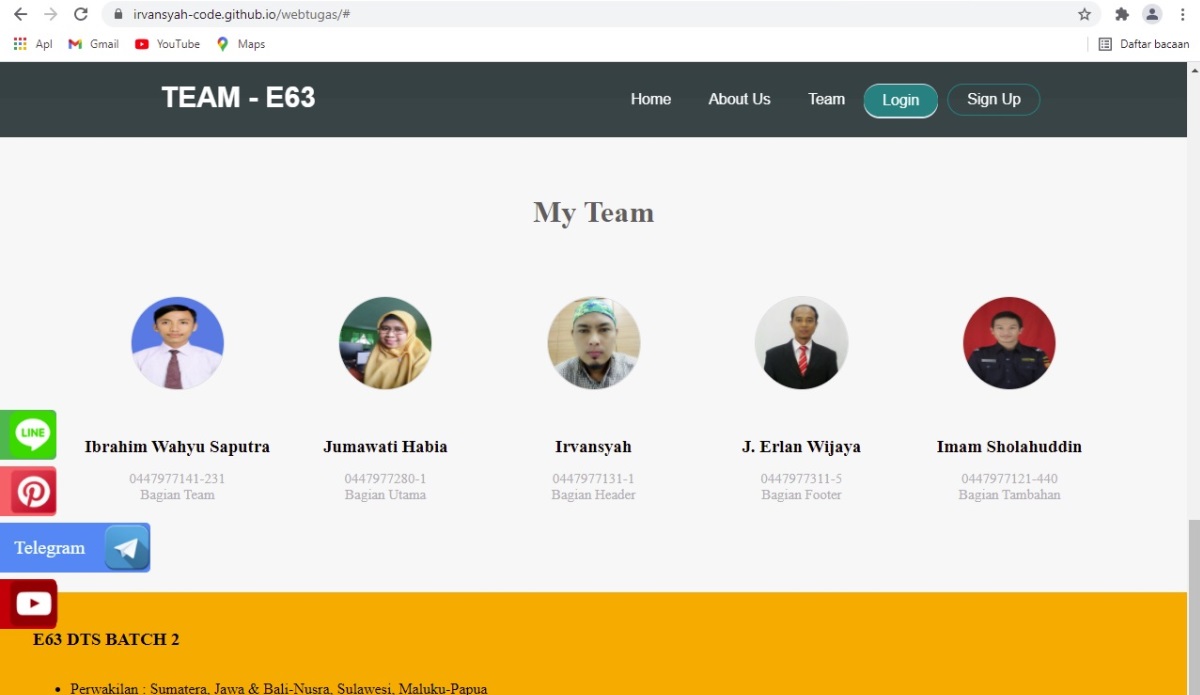 irvansyah-code.github.io/webtugas/#
Apl Gmail YouTube Maps Daftar bacaan
TEAM - E63 Home About Us Team Login Sign Up
My Team
Ibrahim Wahyu Saputra Jumawati Habia Irvansyah J. Erlan Wijaya Imam Sholahuddin
0447977141-231 0447977280-1 0447977131-1 0447977311-5 0447977121-440
Bagian Team Bagian Utama Bagian Header Bagian Footer Bagian Tambahan
LINE
Telegram
E63 DTS BATCH 2
• Perwakilan : Sumatera, Jawa & Bali-Nusra, Sulawesi, Maluku-Papua